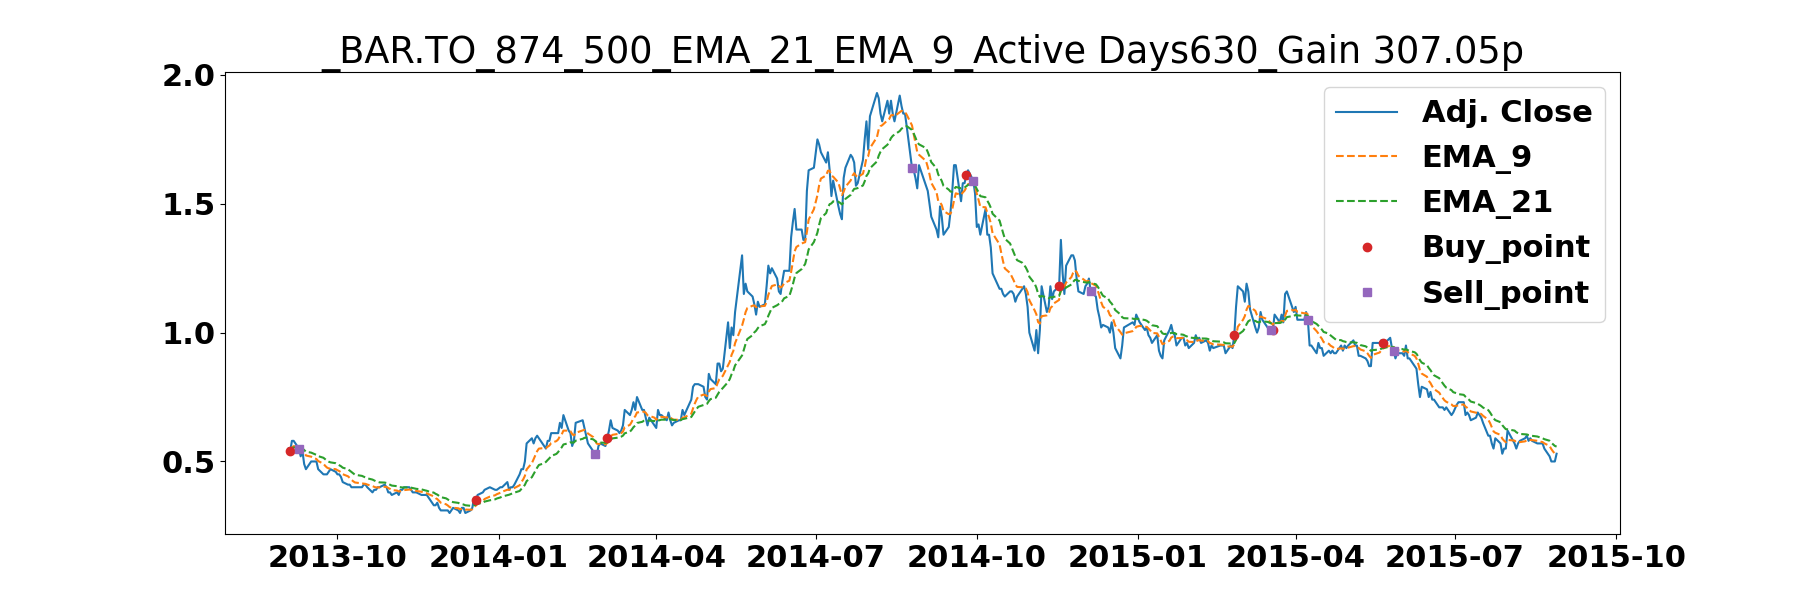 _BAR.TO_874_500_EMA_21_EMA_9_Active Days630_Gain 307.05p
2.0
1.5
1.0
0.5
Adj. Close
EMA_9
EMA_21
Buy_point
Sell_point
2013-10 2014-01 2014-04 2014-07 2014-10 2015-01 2015-04 2015-07 2015-10